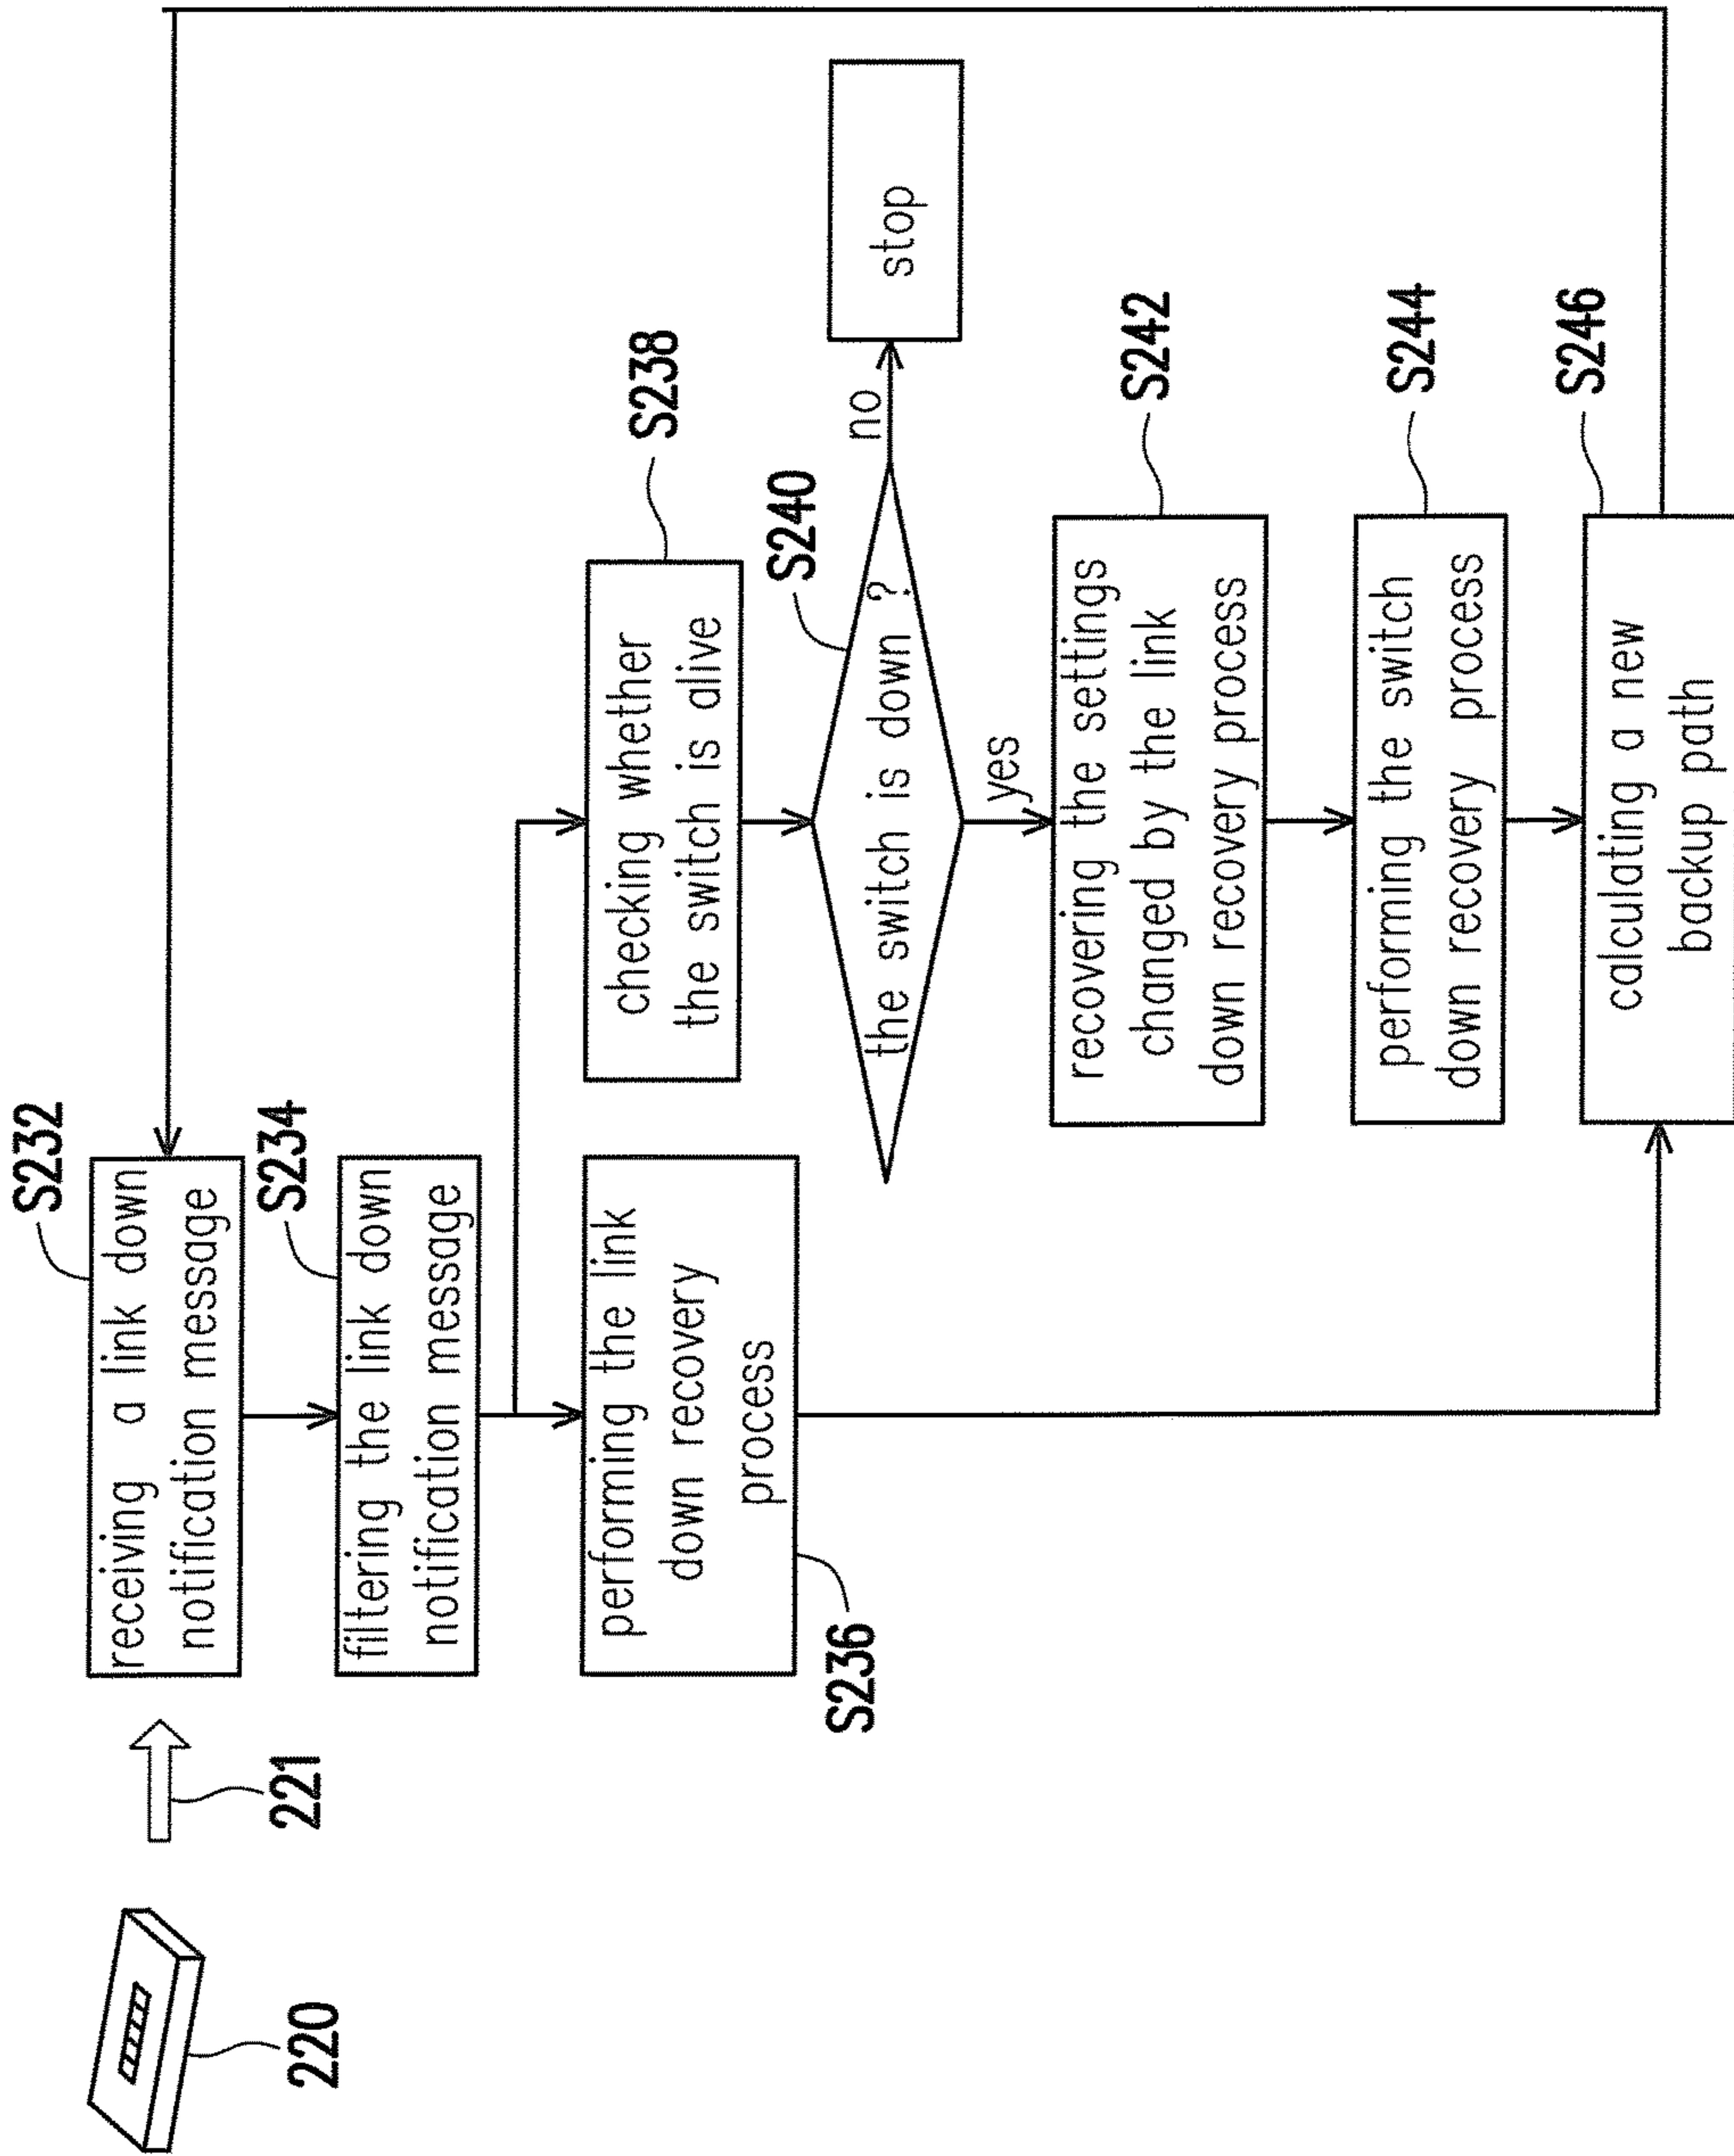 220
221
S232
receiving a link down
notification message
S234
filtering the link down
notification message
performing the link
down recovery
process
S236
S238
checking whether
the switch is alive
S240
the switch is down ?
no
stop
yes
recovering the settings
changed by the link
down recovery process
S242
performing the switch
down recovery process
S244
calculating a new
backup path
S246